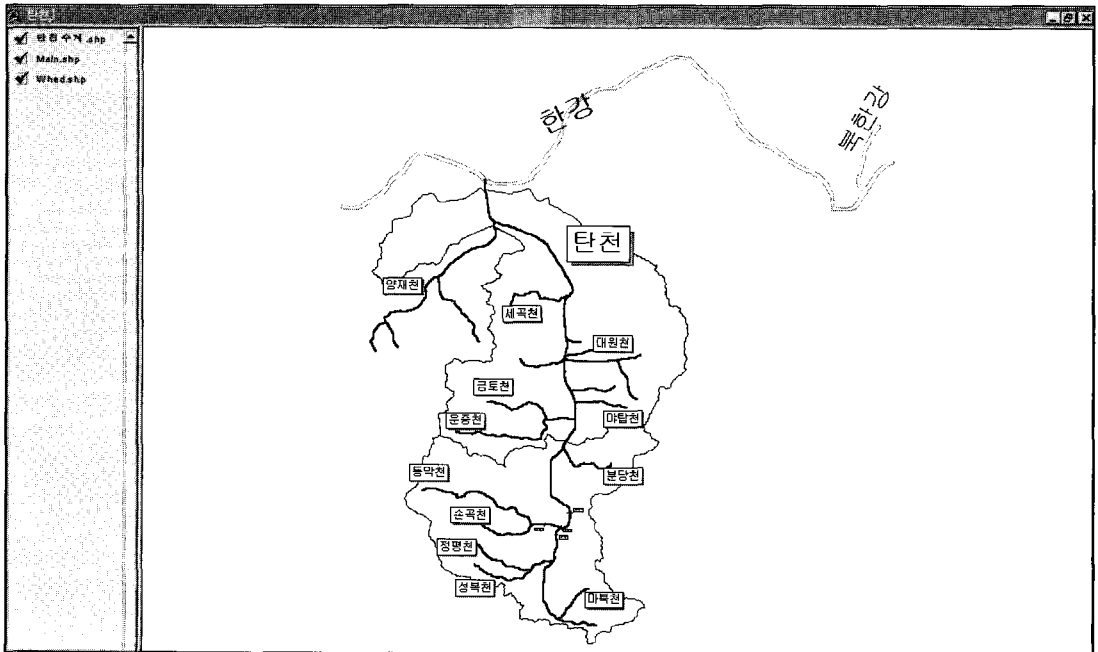 탄천 수계 .shp
Main.shp
Whed.shp
한강
북한강
탄천
양재천
세곡천
대원천
금토천
운중천
야탑천
동막천
분당천
손곡천
정평천
성복천
마북천